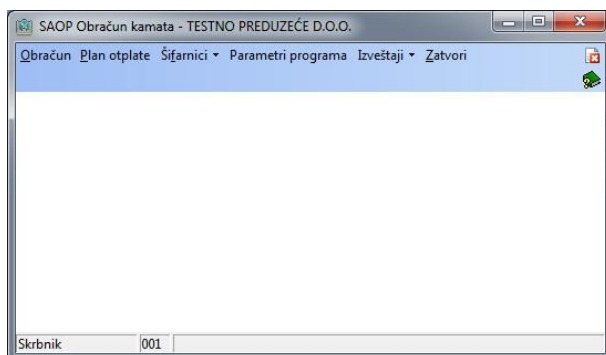 SAOP Obračun kamata - TESTNO PREDUZEĆE D.O.O.
Obračun Plan otplate Šifarnici Parametri programa Izveštaji Zatvori
Skrbnik 001